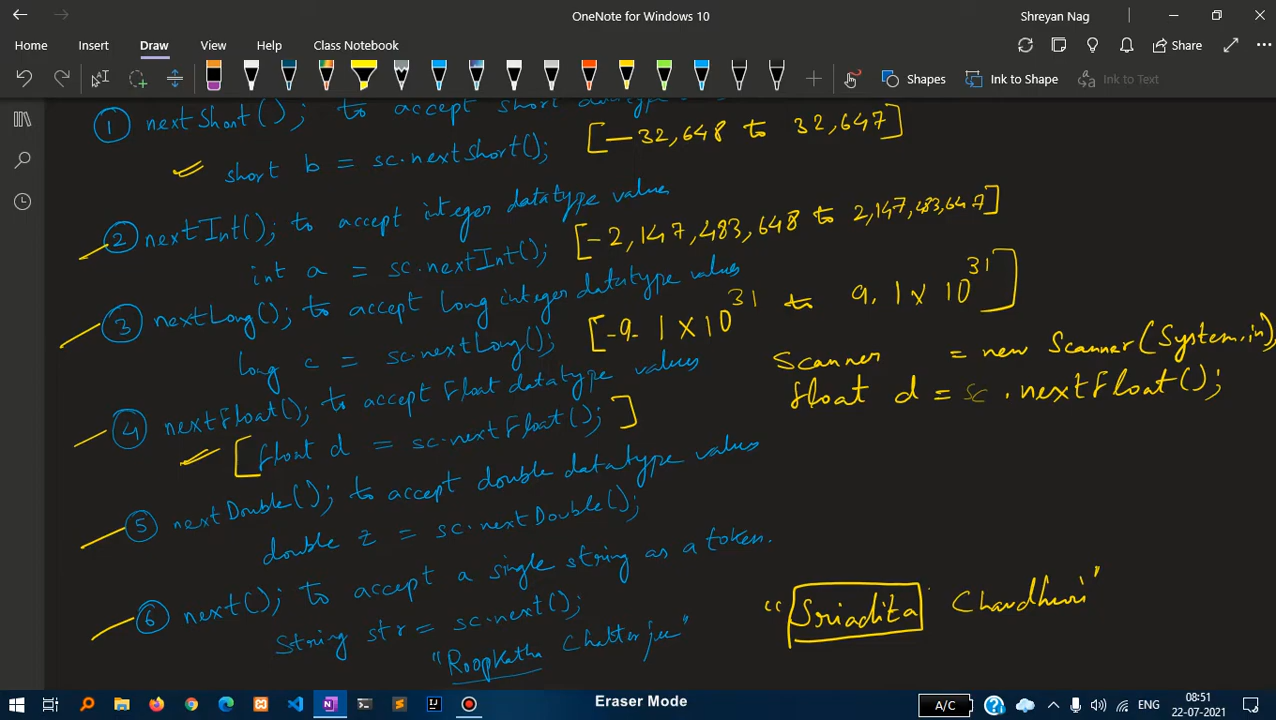 OneNote for Windows 10
Shreyan Nag
Home Insert Draw View Help Class Notebook
Share
Shapes Ink to Shape Ink to Text
1 nextShort(); to accept short datatype
[-32,648 to 32,647]
short b = sc.nextShort();
2 nextInt(); to accept integer datatype values
[-2,147,483,648 to 2,147,483,647]
int a = sc.nextInt();
3 nextLong(); to accept Long integer datatype values
[-9.1 X 10^31 to 9.1 X 10^31]
long c = sc.nextLong();
Scanner = new Scanner(System.in);
float d = sc.nextFloat();
4 nextFloat(); to accept Float datatype values
[float d = sc.nextFloat();]
5 nextDouble(); to accept double datatype values
double z = sc.nextDouble();
6 next(); to accept a single string as a token.
String str = sc.next();
"Roopkatha Chatterjee"
"Sriadita Chaudhuri"
Eraser Mode
A/C
ENG
08:51
22-07-2021